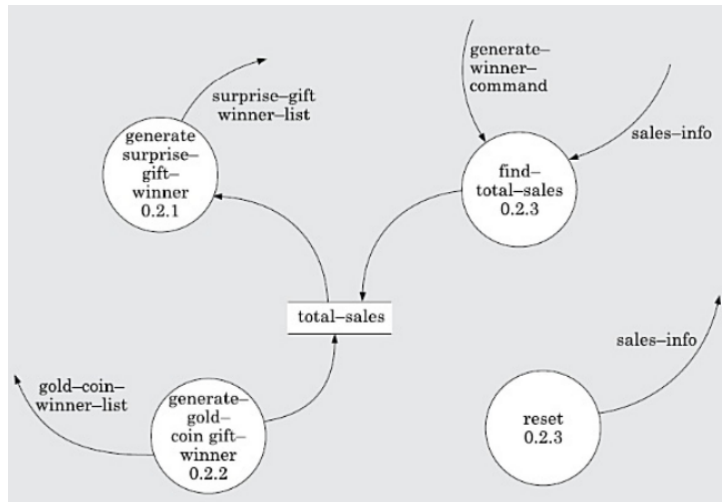 surprise–gift
winner–list
generate
surprise–
gift–
winner
0.2.1
generate–
winner–
command
sales–info
find–
total–sales
0.2.3
total–sales
gold–coin–
winner–list
generate–
gold–
coin gift–
winner
0.2.2
sales–info
reset
0.2.3